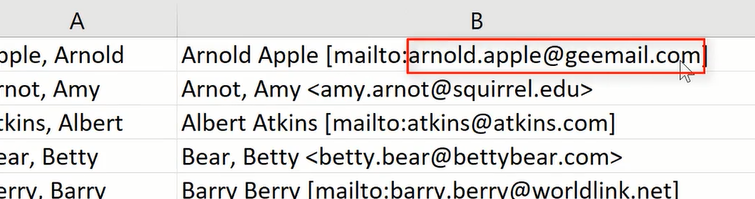 A B
pple, Arnold Arnold Apple [mailto:arnold.apple@geemail.com]
rnot, Amy Arnot, Amy <amy.arnot@squirrel.edu>
tkins, Albert Albert Atkins [mailto:atkins@atkins.com]
ear, Betty Bear, Betty <betty.bear@bettybear.com>
erry, Barry Barry Berry [mailto:barry.berry@worldlink.net]